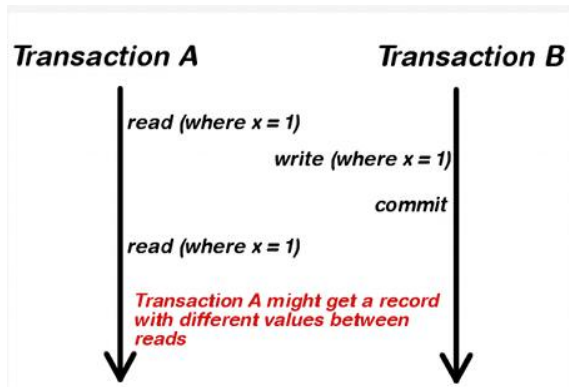 Transaction A
Transaction B
read (where x = 1)
write (where x = 1)
commit
read (where x = 1)
Transaction A might get a record
with different values between
reads